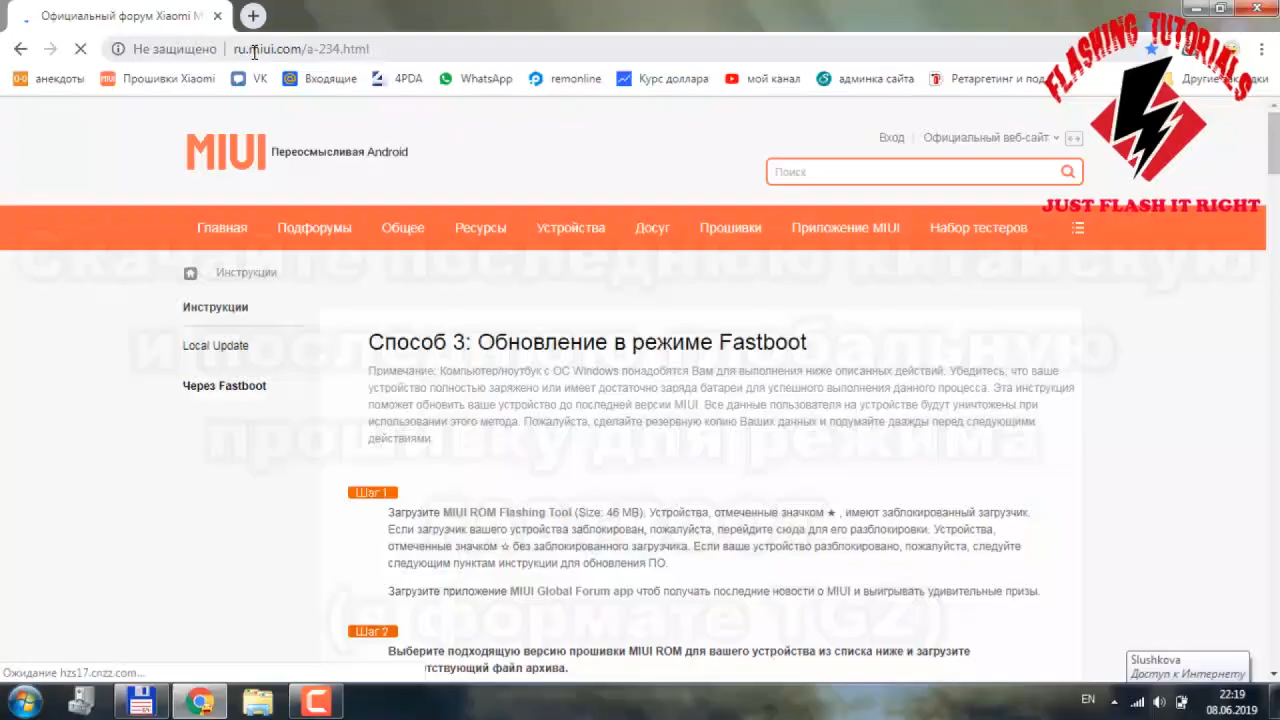 Официальный форум Xiaomi M
Не защищено
ru.miui.com/a-234.html
анекдоты
Прошивки Xiaomi
VK
Входящие
4PDA
WhatsApp
remonline
Курс доллара
мой канал
админка сайта
Ретаргетинг и под
Другие закладки
FLASHING TUTORIALS
JUST FLASH IT RIGHT
MIUI Переосмысливая Android
Вход
Официальный веб-сайт
Поиск
Главная
Подфорумы
Общее
Ресурсы
Устройства
Досуг
Прошивки
Приложение MIUI
Набор тестеров
Скачайте последнюю китайскую
и последнюю глобальную
прошивку для режима
(в формате TGZ)
Инструкции
Инструкции
Local Update
Через Fastboot
Способ 3: Обновление в режиме Fastboot
Примечание: Компьютер/ноутбук с ОС Windows понадобятся Вам для выполнения ниже описанных действий. Убедитесь, что ваше
устройство полностью заряжено или имеет достаточно заряда батареи для успешного выполнения данного процесса. Эта инструкция
поможет обновить ваше устройство до последней версии MIUI. Все данные пользователя на устройстве будут уничтожены при
использовании этого метода. Пожалуйста, сделайте резервную копию Ваших данных и подумайте дважды перед следующими
действиями.
Шаг 1
Загрузите MIUI ROM Flashing Tool (Size: 46 MB). Устройства, отмеченные значком ★ , имеют заблокированный загрузчик.
Если загрузчик вашего устройства заблокирован, пожалуйста, перейдите сюда для его разблокировки. Устройства,
отмеченные значком ☆ без заблокированного загрузчика. Если ваше устройство разблокировано, пожалуйста, следуйте
следующим пунктам инструкции для обновления ПО.
Загрузите приложение MIUI Global Forum app чтоб получать последние новости о MIUI и выигрывать удивительные призы.
Шаг 2
Выберите подходящую версию прошивки MIUI ROM для вашего устройства из списка ниже и загрузите
тствующий файл архива.
Ожидание hzs17.cnzz.com...
Slushkova
Доступ к Интернету
EN
22:19
08.06.2019